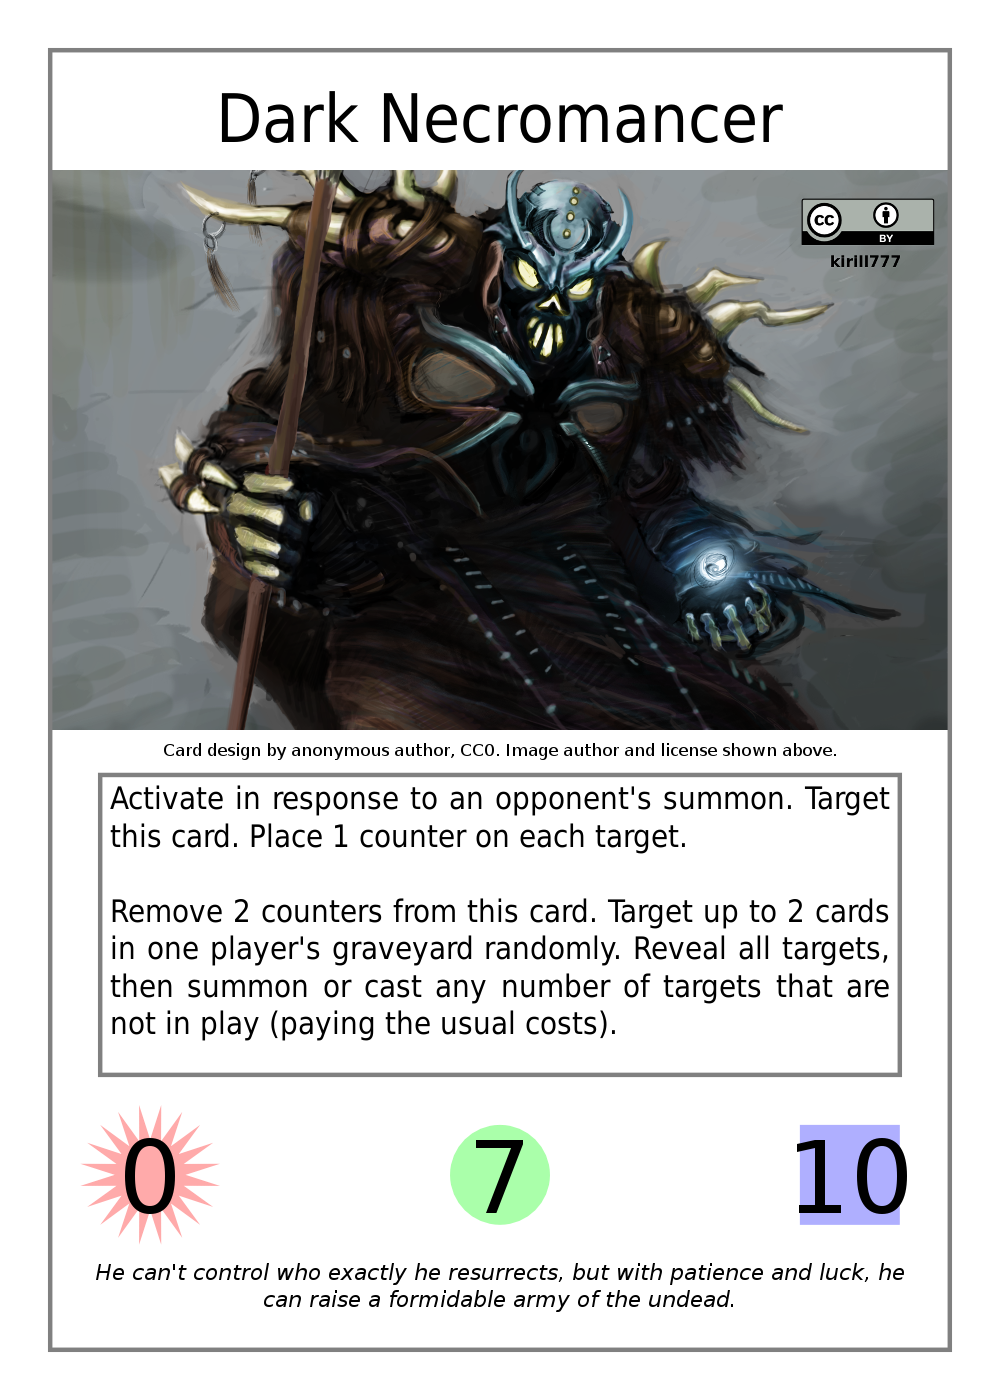 Dark Necromancer
cc
BY
kirill777
Card design by anonymous author, CC0. Image author and license shown above.
Activate in response to an opponent's summon. Target
this card. Place 1 counter on each target.
Remove 2 counters from this card. Target up to 2 cards
in one player's graveyard randomly. Reveal all targets,
then summon or cast any number of targets that are
not in play (paying the usual costs).
0 7 10
He can't control who exactly he resurrects, but with patience and luck, he
can raise a formidable army of the undead.